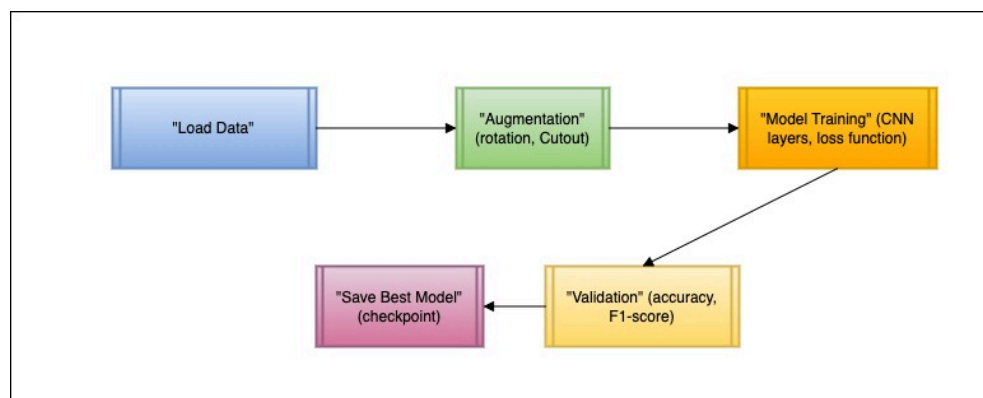 "Load Data"
"Augmentation"
(rotation, Cutout)
"Model Training" (CNN
layers, loss function)
"Save Best Model"
(checkpoint)
"Validation" (accuracy,
F1-score)